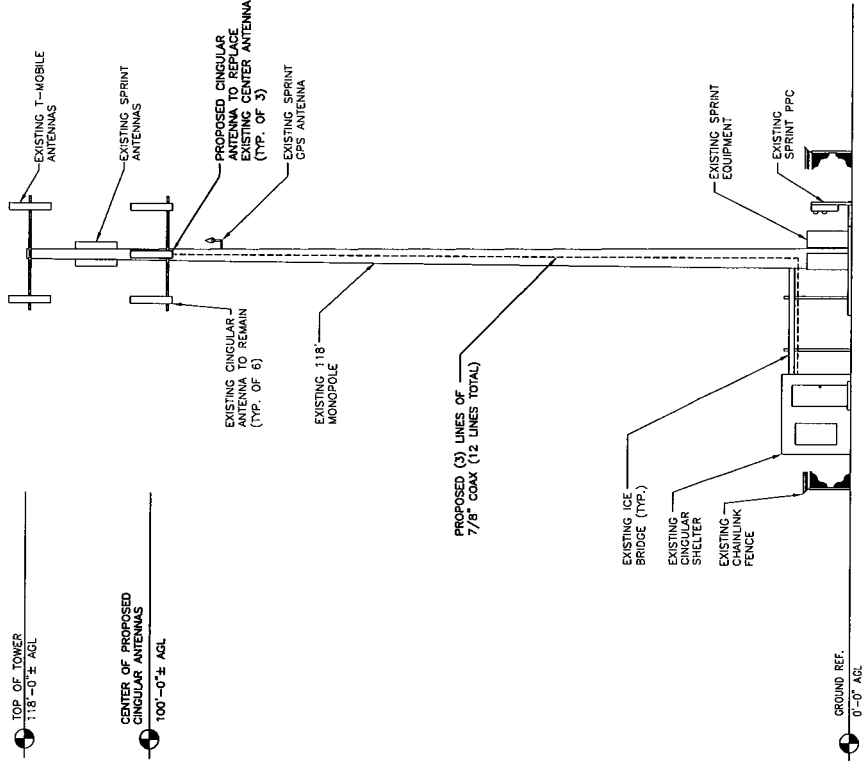 TOP OF TOWER
118'-0"± AGL
CENTER OF PROPOSED
CINGULAR ANTENNAS
100'-0"± AGL
EXISTING T-MOBILE
ANTENNAS
EXISTING SPRINT
ANTENNAS
PROPOSED CINGULAR
ANTENNA TO REPLACE
EXISTING CENTER ANTENNA
(TYP. OF 3)
EXISTING SPRINT
GPS ANTENNA
EXISTING CINGULAR
ANTENNA TO REMAIN
(TYP. OF 6)
EXISTING 118'
MONOPOLE
PROPOSED (3) LINES OF
7/8" COAX (12 LINES TOTAL)
EXISTING ICE
BRIDGE (TYP.)
EXISTING
CINGULAR
SHELTER
EXISTING
CHAINLINK
FENCE
EXISTING SPRINT
EQUIPMENT
EXISTING
SPRINT PPC
GROUND REF.
0'-0" AGL